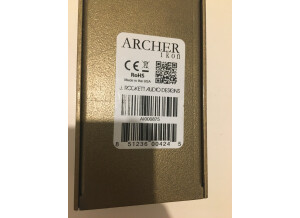 ARCHER
ikon
CE
RoHS
Made in the USA
J. ROCKETT AUDIO DESIGNS
8 51236 00424 5